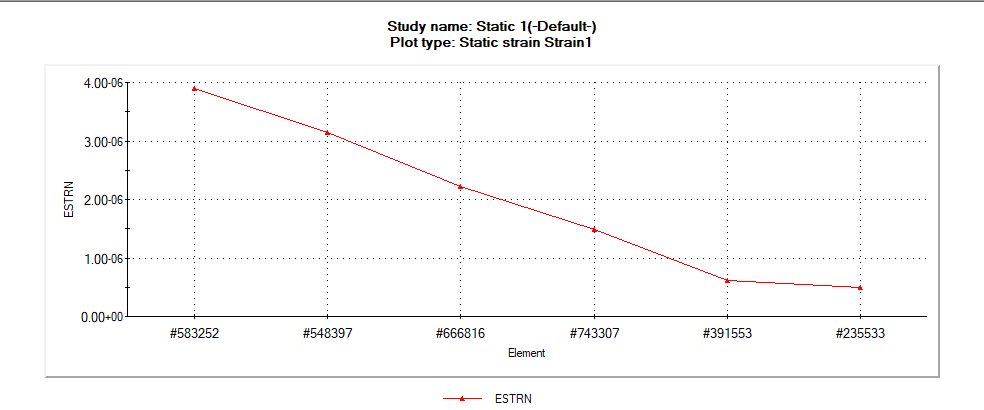 Study name: Static 1(-Default-)
Plot type: Static strain Strain1
4.00-06
3.00-06
2.00-06
1.00-06
0.00+00
ESTRN
#583252 #548397 #666816 #743307 #391553 #235533
Element
ESTRN